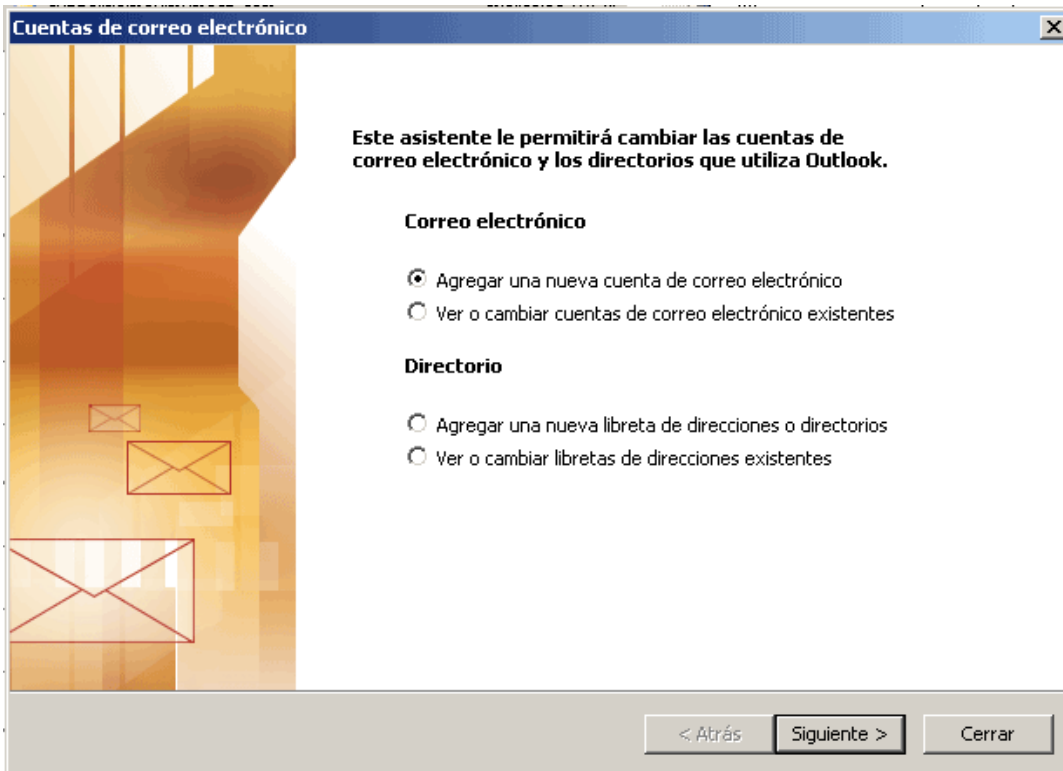 Cuentas de correo electrónico
Este asistente le permitirá cambiar las cuentas de
correo electrónico y los directorios que utiliza Outlook.
Correo electrónico
Agregar una nueva cuenta de correo electrónico
Ver o cambiar cuentas de correo electrónico existentes
Directorio
Agregar una nueva libreta de direcciones o directorios
Ver o cambiar libretas de direcciones existentes
< Atrás
Siguiente >
Cerrar